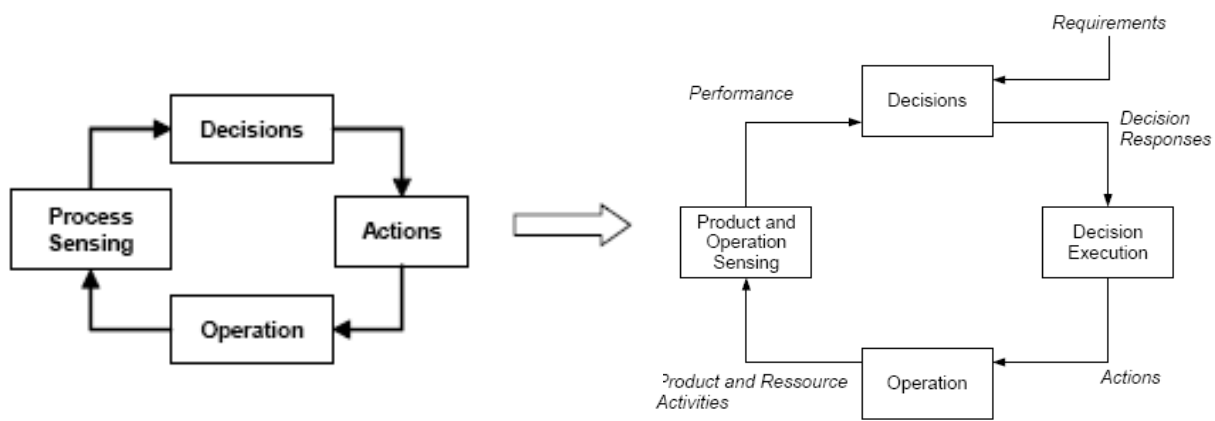 Decisions
Process
Sensing
Actions
Operation
Requirements
Performance
Decisions
Decision
Responses
Product and
Operation
Sensing
Decision
Execution
Product and Ressource
Activities
Operation
Actions